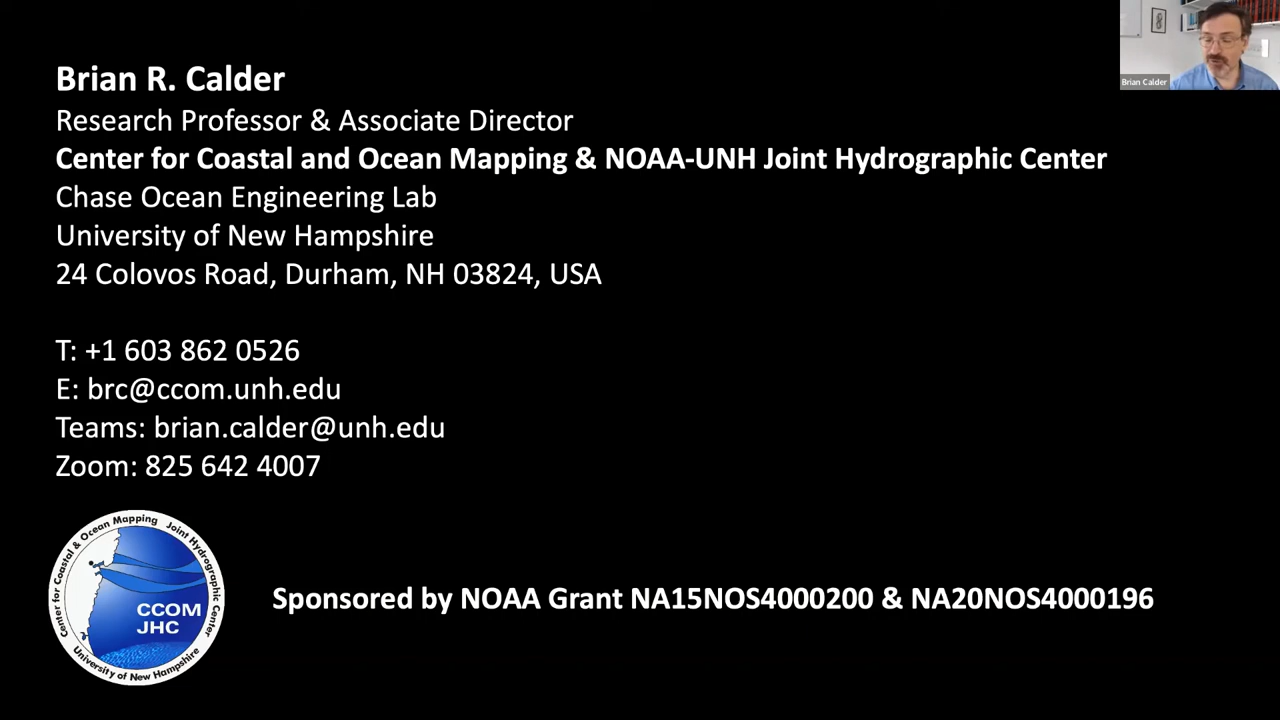 Brian R. Calder
Research Professor & Associate Director
Center for Coastal and Ocean Mapping & NOAA-UNH Joint Hydrographic Center
Chase Ocean Engineering Lab
University of New Hampshire
24 Colovos Road, Durham, NH 03824, USA
T: +1 603 862 0526
E: brc@ccom.unh.edu
Teams: brian.calder@unh.edu
Zoom: 825 642 4007
Center for Coastal & Ocean Mapping
Joint Hydrographic Center
CCOM
JHC
University of New Hampshire
Sponsored by NOAA Grant NA15NOS4000200 & NA20NOS4000196
Brian Calder